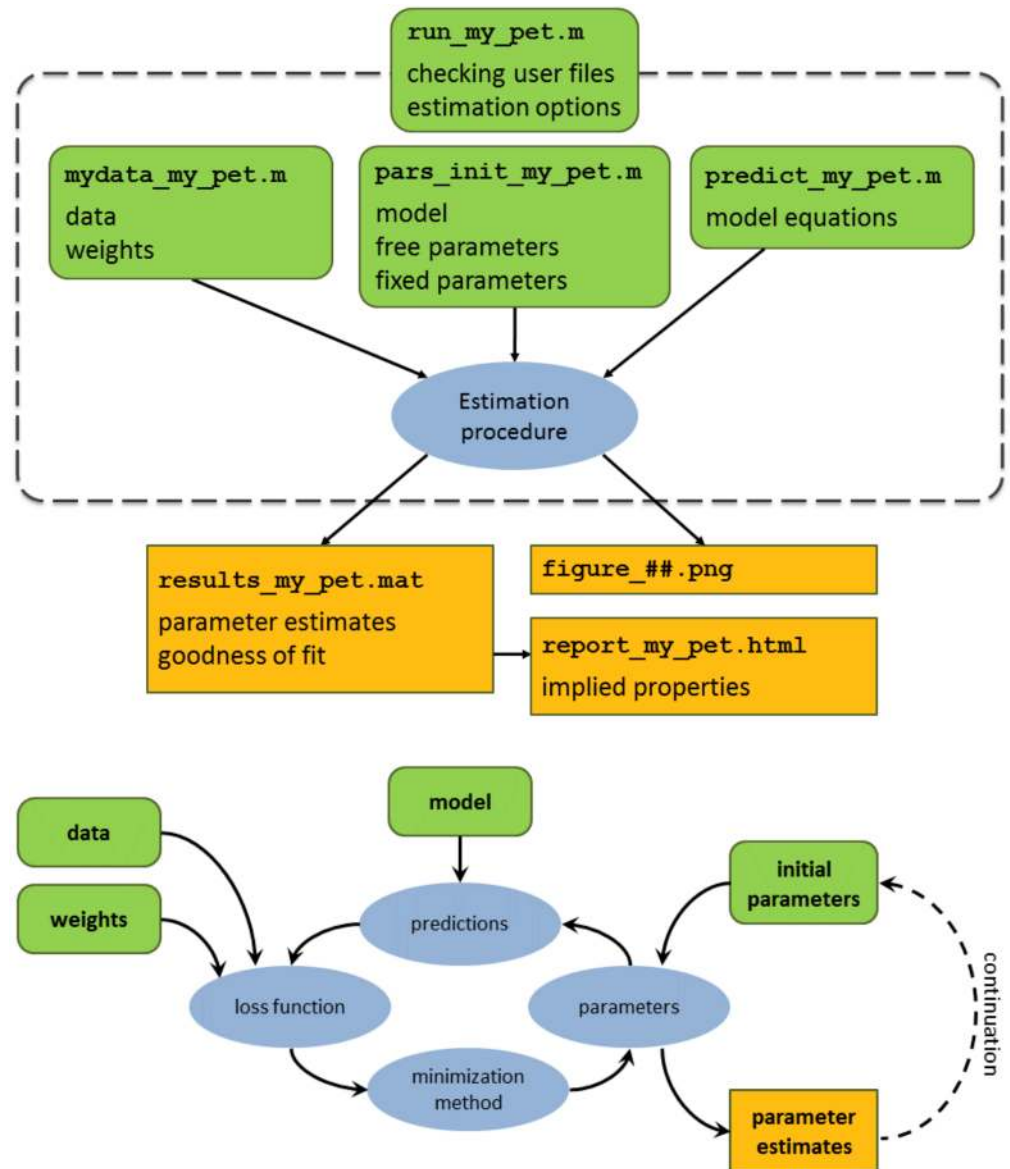 run_my_pet.m
checking user files
estimation options
mydata_my_pet.m
data
weights
pars_init_my_pet.m
model
free parameters
fixed parameters
predict_my_pet.m
model equations
Estimation
procedure
results_my_pet.mat
parameter estimates
goodness of fit
figure_##.png
report_my_pet.html
implied properties
data
weights
model
initial
parameters
predictions
loss function
parameters
minimization
method
continuation
parameter
estimates